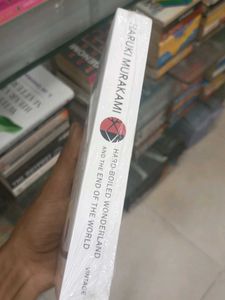 HARUKI MURAKAMI
HARD-BOILED WONDERLAND
AND THE END OF THE WORLD
VINTAGE